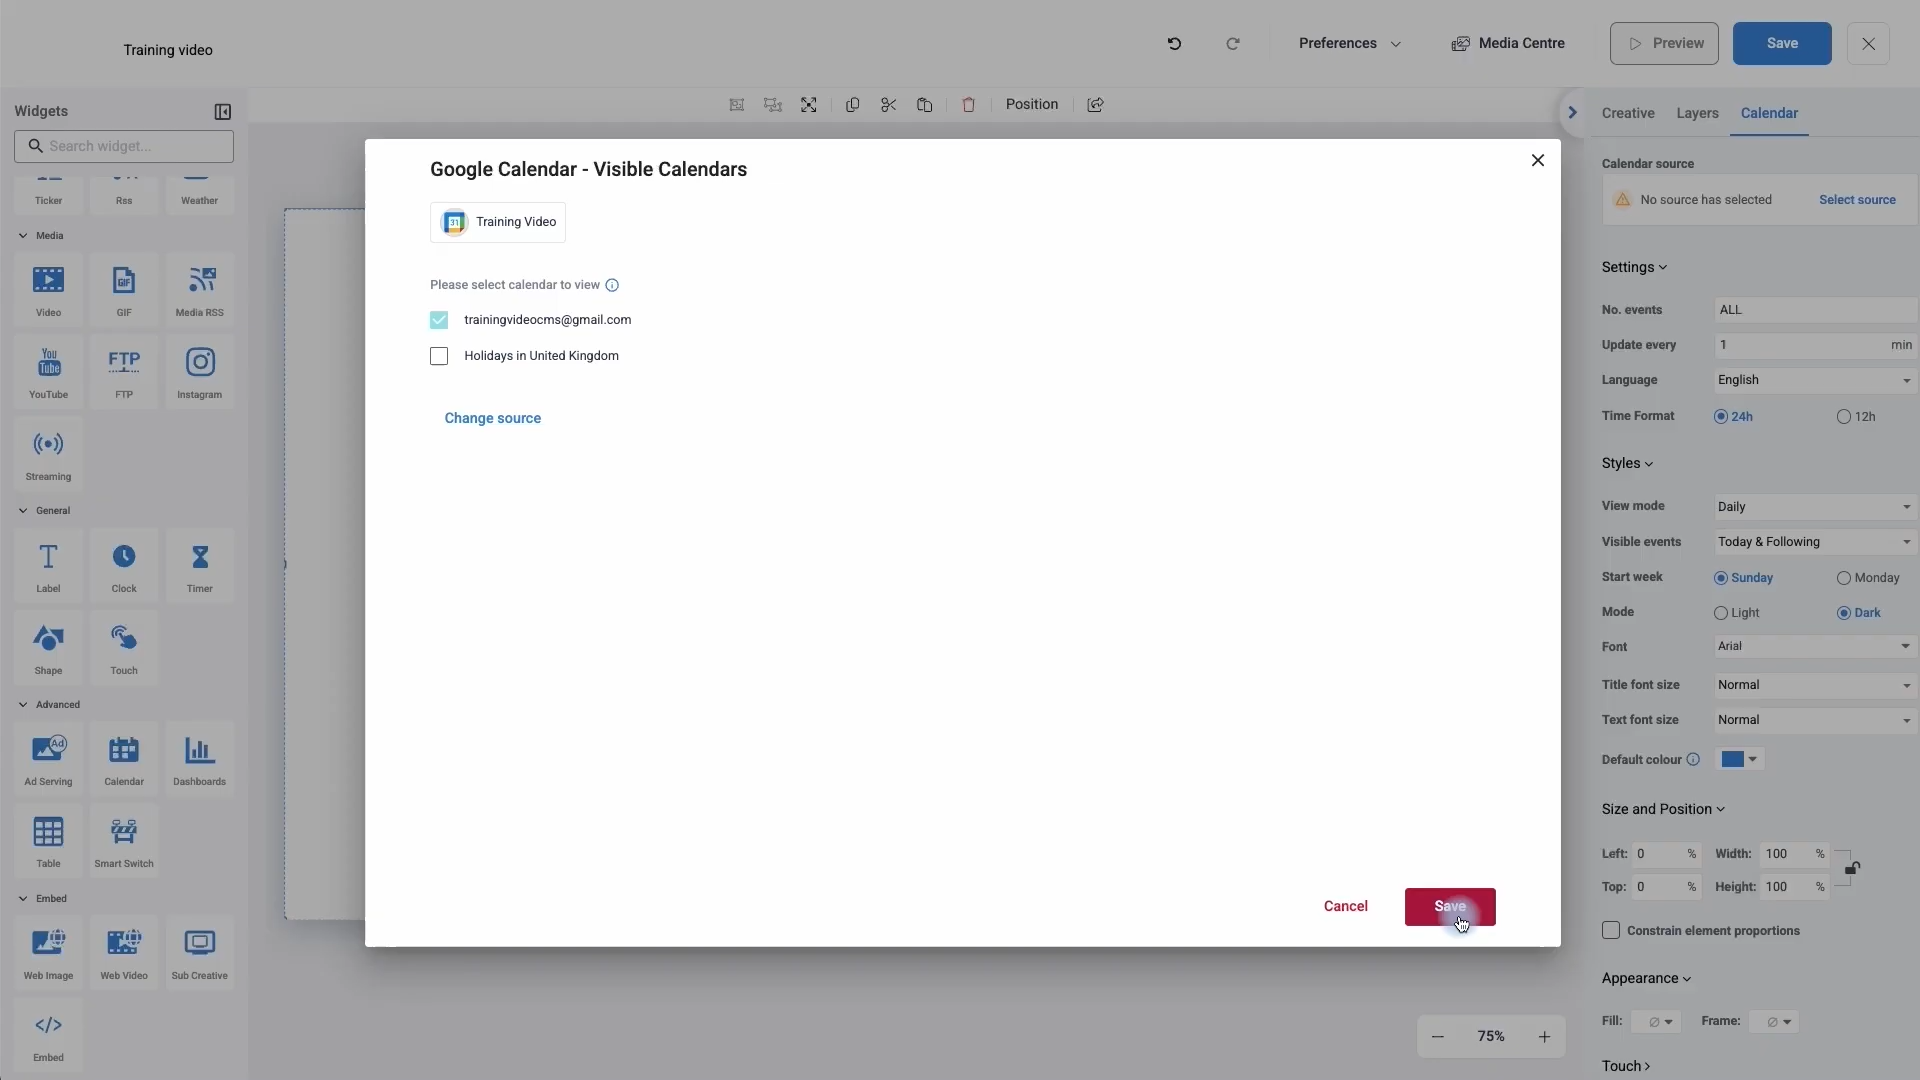 Training video
Preferences
Media Centre
Preview
Save
Widgets
Search widget...
Position
Creative
Layers
Calendar
Ticker
Rss
Weather
Media
Video
GIF
Media RSS
YouTube
FTP
Instagram
Streaming
General
Label
Clock
Timer
Shape
Touch
Advanced
Ad Serving
Calendar
Dashboards
Table
Smart Switch
Embed
Web Image
Web Video
Sub Creative
Embed
Google Calendar - Visible Calendars
Training Video
Please select calendar to view
trainingvideocms@gmail.com
Holidays in United Kingdom
Change source
Cancel
Save
75%
Calendar source
No source has selected
Select source
Settings
No. events ALL
Update every 1 min
Language English
Time Format 24h 12h
Styles
View mode Daily
Visible events Today & Following
Start week Sunday Monday
Mode Light Dark
Font Arial
Title font size Normal
Text font size Normal
Default colour
Size and Position
Left: 0 % Width: 100 %
Top: 0 % Height: 100 %
Constrain element proportions
Appearance
Fill: Frame:
Touch